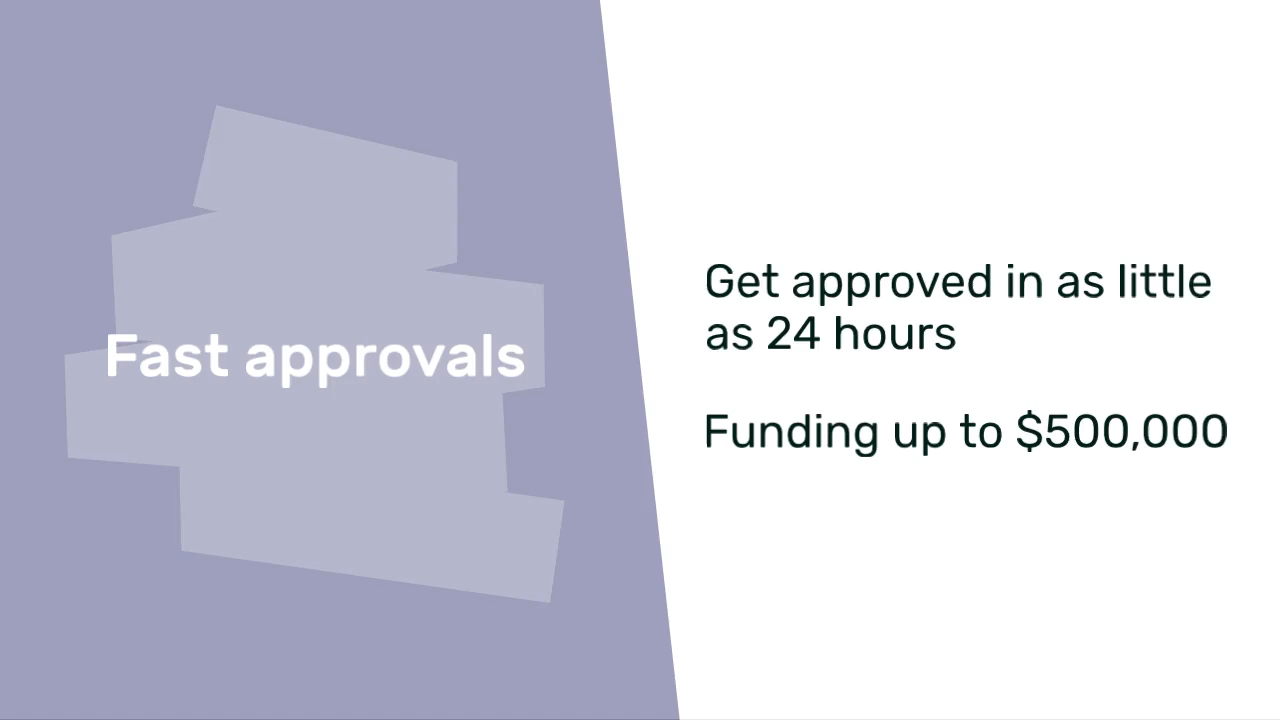 Fast approvals
Get approved in as little
as 24 hours
Funding up to $500,000